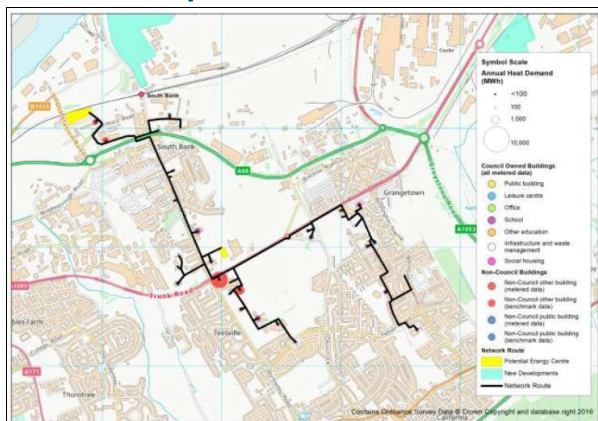 South Bank
South Bank
A66
Grangetown
Greystone Road
A1053
Trunk-Road
Teesville
A171
Thorntree
California
Symbol Scale
Annual Heat Demand
(MWh)
<100
100
1,000
10,000
Council Owned Buildings
(all metered data)
Public building
Leisure centre
Office
School
Other education
Infrastructure and waste
management
Social housing
Non-Council Buildings
Non-Council other building
(metered data)
Non-Council other building
(benchmark data)
Non-Council public building
(metered data)
Non-Council public building
(benchmark data)
Network Route
Potential Energy Centre
New Developments
Network Route
Contains Ordnance Survey Data © Crown Copyright and database right 2016